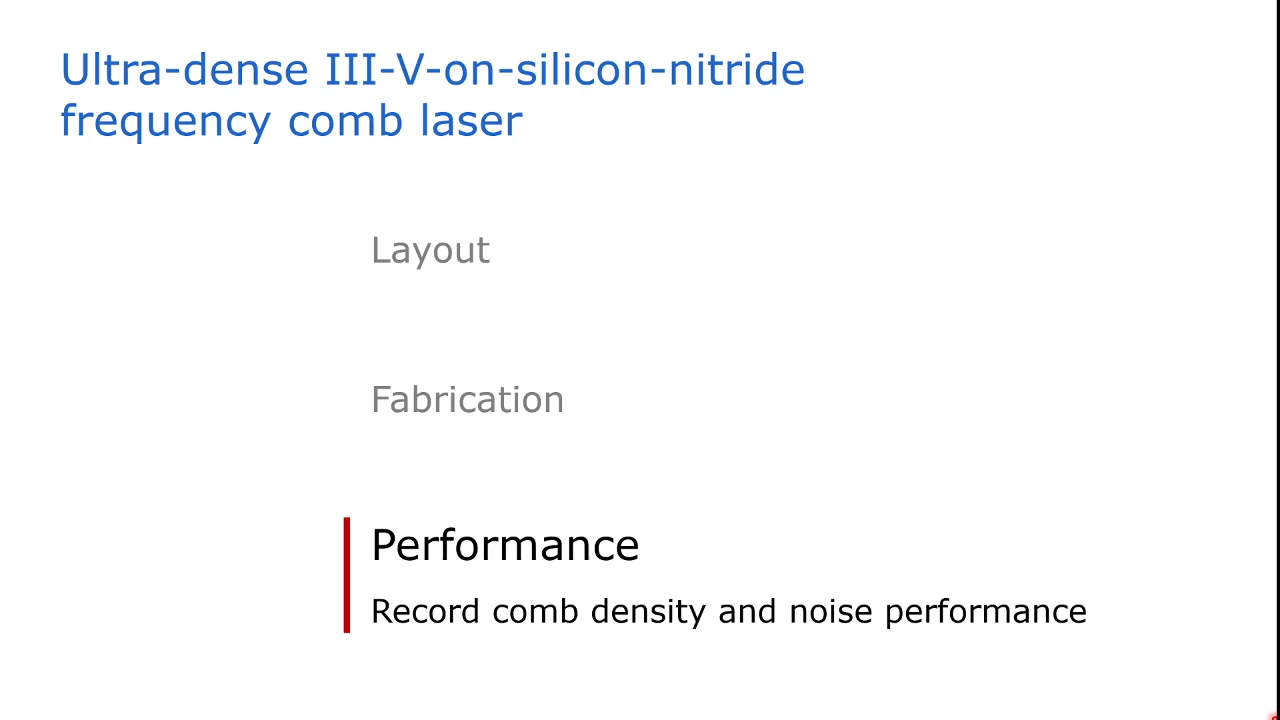 Ultra-dense III-V-on-silicon-nitride
frequency comb laser
Layout
Fabrication
Performance
Record comb density and noise performance